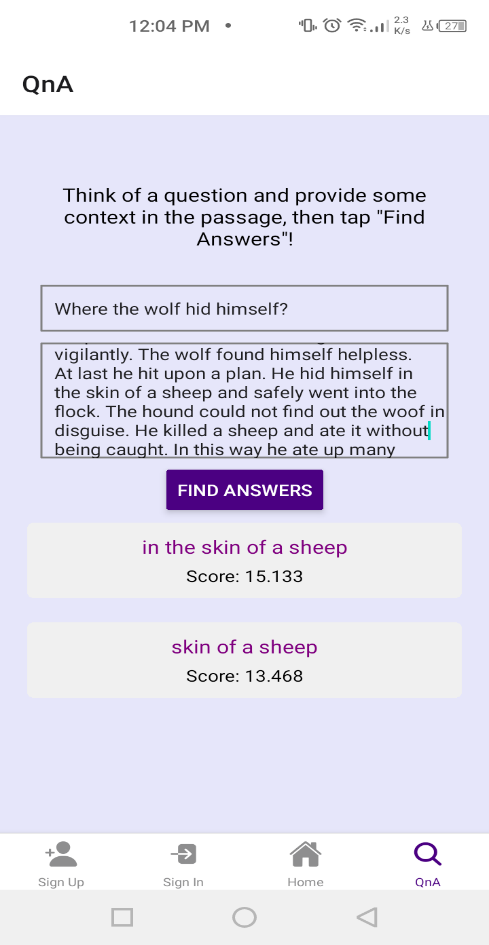 12:04 PM
2.3
K/s
27
QnA
Think of a question and provide some
context in the passage, then tap "Find
Answers"!
Where the wolf hid himself?
vigilantly. The wolf found himself helpless.
At last he hit upon a plan. He hid himself in
the skin of a sheep and safely went into the
flock. The hound could not find out the woof in
disguise. He killed a sheep and ate it without
being caught. In this way he ate up many
FIND ANSWERS
in the skin of a sheep
Score: 15.133
skin of a sheep
Score: 13.468
Sign Up
Sign In
Home
QnA